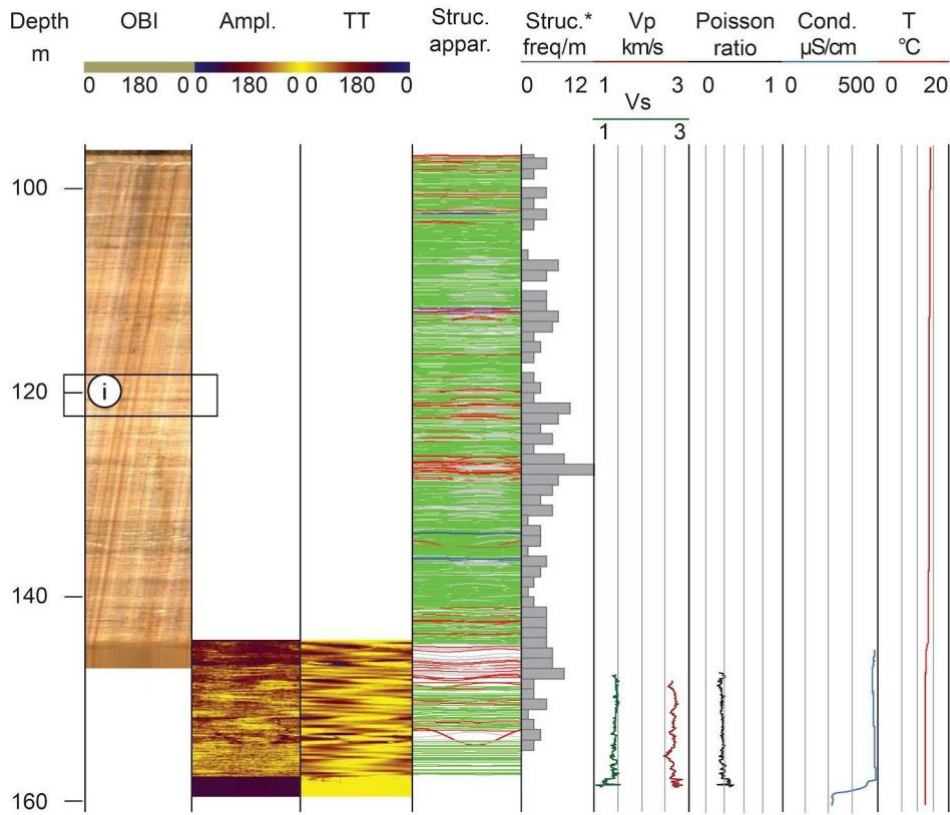 Depth OBI Ampl. TT Struc. Struc.* Vp Poisson Cond. T
m appar. freq/m km/s ratio µS/cm °C
0 180 0 0 180 0 0 180 0 0 12 1 3 0 1 0 500 0 20
Vs
1 3
100
120 i
140
160